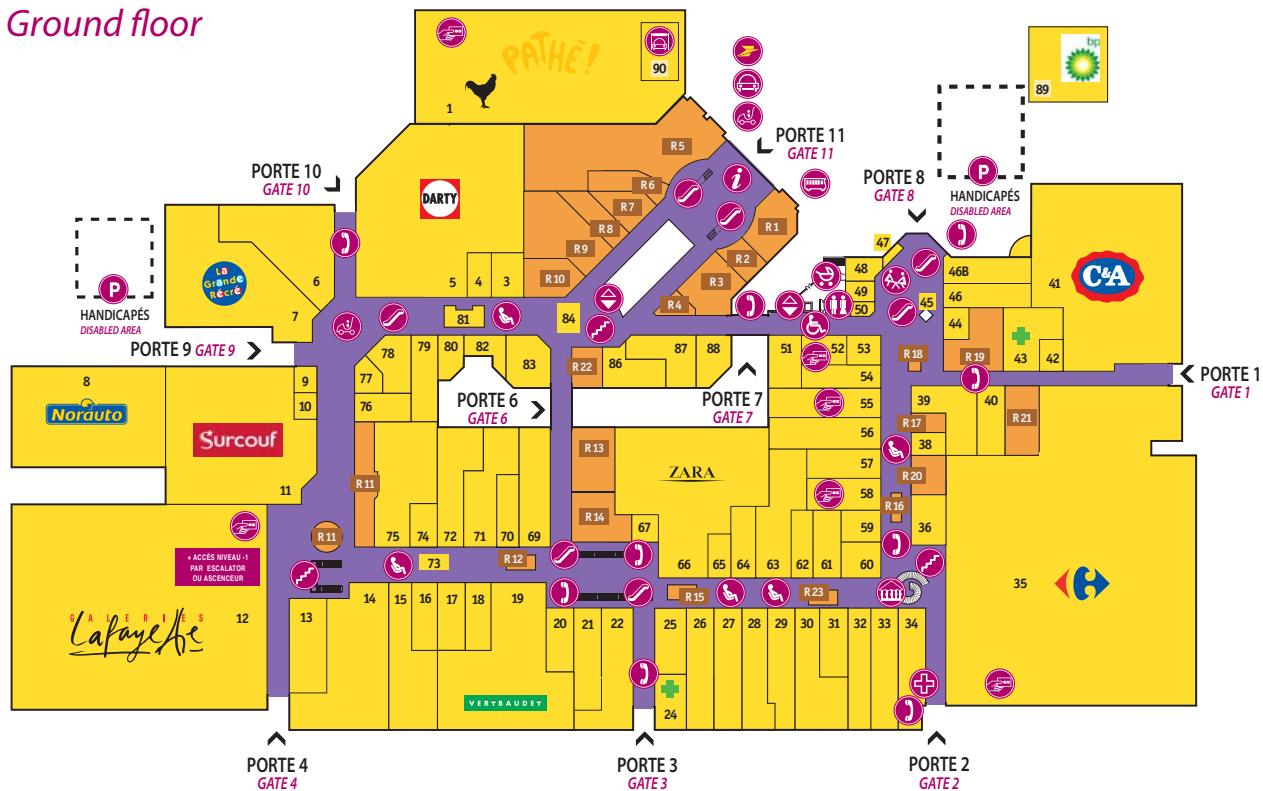 Ground floor
PATHÉ!
90
1
bp
89
PORTE 11
GATE 11
R5
PORTE 10
GATE 10
DARTY
R6
R7
R8
R9
R10
5
4
3
i
R1
R2
R3
R4
PORTE 8
GATE 8
P
HANDICAPÉS
DISABLED AREA
47
48
49
50
46B
46
45
44
41
C&A
43
42
R18
R19
P
HANDICAPÉS
DISABLED AREA
La
Grande
Récré
6
7
PORTE 9 GATE 9
81
84
78
79
80
82
83
77
76
R22
86
87
88
51
52
53
54
55
56
57
58
59
60
PORTE 1
GATE 1
8
Norauto
9
10
Surcouf
11
PORTE 6
GATE 6
PORTE 7
GATE 7
39
40
R21
R17
38
R20
R16
36
R13
ZARA
R14
67
R11
R11
75
74
72
71
70
69
73
R12
66
65
64
63
62
61
35
+ ACCÈS NIVEAU -1
PAR ESCALATOR
OU ASCENCEUR
GALERIES
Lafayette
12
13
14
15
16
17
18
19
20
21
22
R15
R23
25
26
27
28
29
30
31
32
33
34
24
VERTBAUDET
PORTE 4
GATE 4
PORTE 3
GATE 3
PORTE 2
GATE 2